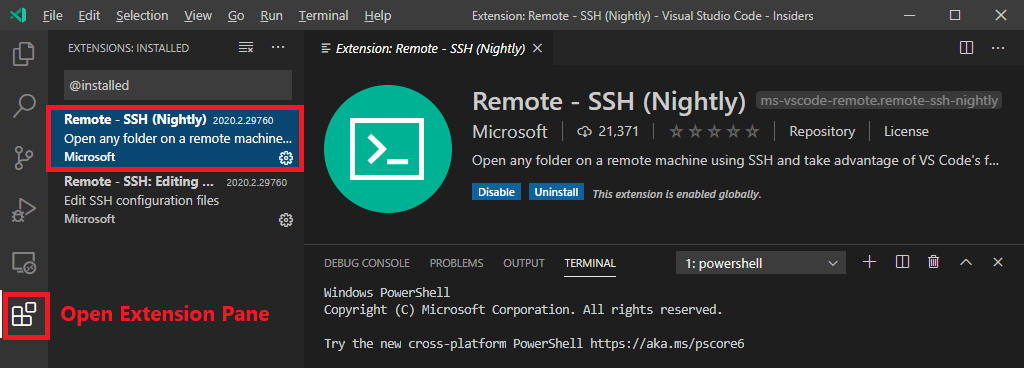 File Edit Selection View Go Run Terminal Help Extension: Remote - SSH (Nightly) - Visual Studio Code - Insiders
EXTENSIONS: INSTALLED
@installed
Remote - SSH (Nightly) 2020.2.29760
Open any folder on a remote machine...
Microsoft
Remote - SSH: Editing ... 2020.2.29760
Edit SSH configuration files
Microsoft
Open Extension Pane
Extension: Remote - SSH (Nightly)
Remote - SSH (Nightly) ms-vscode-remote.remote-ssh-nightly
Microsoft 21,371 Repository License
Open any folder on a remote machine using SSH and take advantage of VS Code's f...
Disable Uninstall This extension is enabled globally.
DEBUG CONSOLE PROBLEMS OUTPUT TERMINAL 1: powershell
Windows PowerShell
Copyright (C) Microsoft Corporation. All rights reserved.
Try the new cross-platform PowerShell https://aka.ms/pscore6